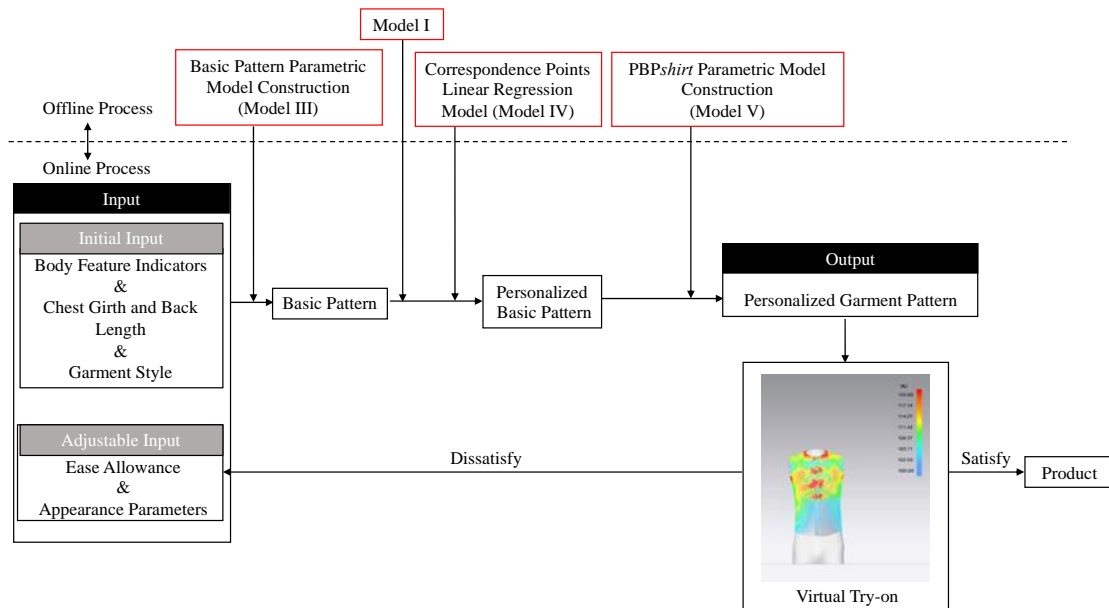 Model I
Basic Pattern Parametric
Model Construction
(Model III)
Correspondence Points
Linear Regression
Model (Model IV)
PBPshirt Parametric Model
Construction
(Model V)
Offline Process
Online Process
Input
Initial Input
Body Feature Indicators
&
Chest Girth and Back
Length
&
Garment Style
Basic Pattern
Personalized
Basic Pattern
Output
Personalized Garment Pattern
Adjustable Input
Ease Allowance
&
Appearance Parameters
Dissatisfy
Satisfy
Product
Virtual Try-on